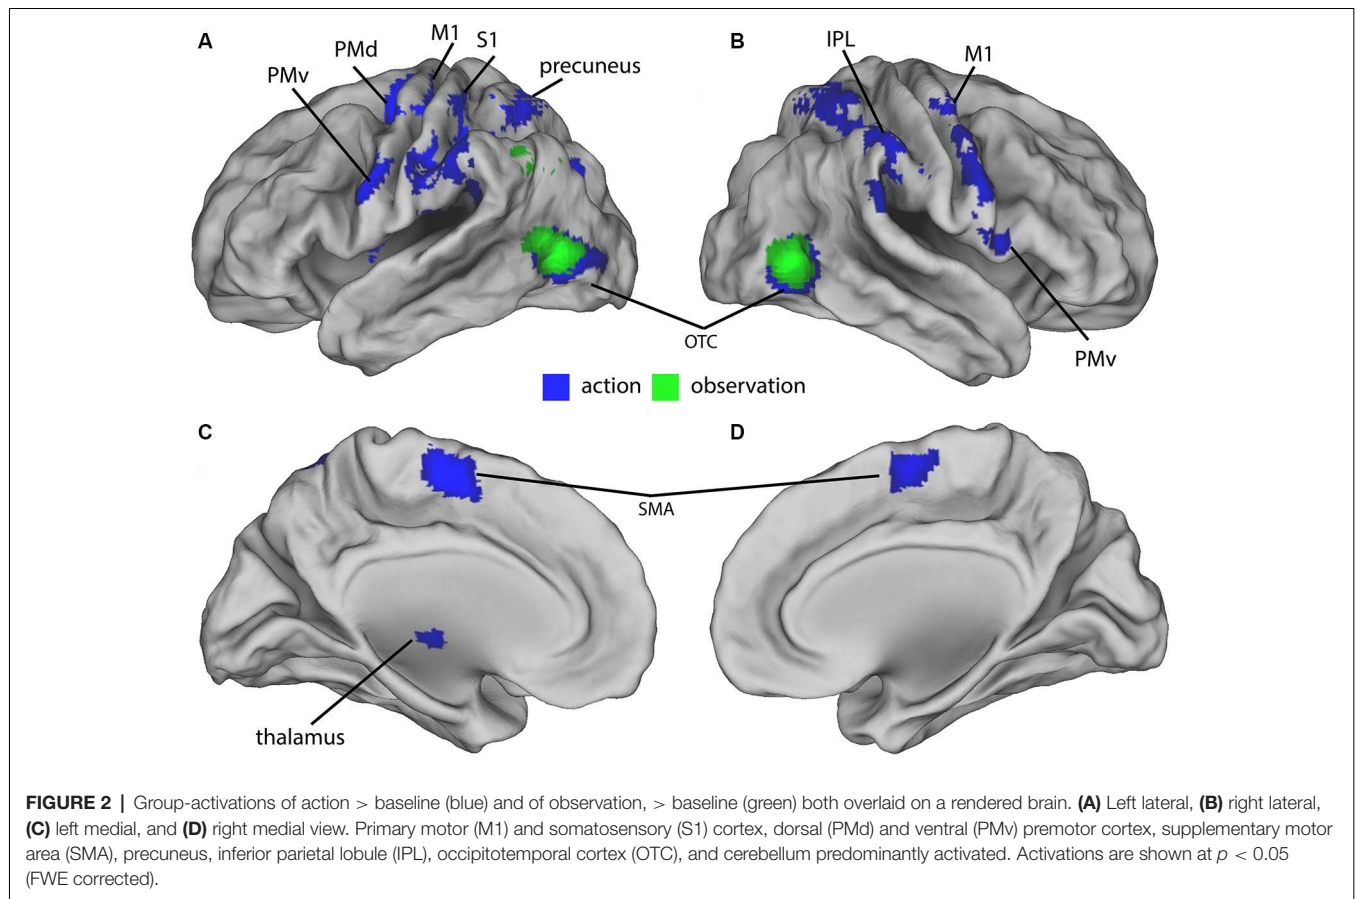 A
PMv
PMd
M1
S1
precuneus
B
IPL
M1
PMv
OTC
action
observation
C
D
SMA
thalamus
FIGURE 2 | Group-activations of action > baseline (blue) and of observation, > baseline (green) both overlaid on a rendered brain. (A) Left lateral, (B) right lateral,
(C) left medial, and (D) right medial view. Primary motor (M1) and somatosensory (S1) cortex, dorsal (PMd) and ventral (PMv) premotor cortex, supplementary motor
area (SMA), precuneus, inferior parietal lobule (IPL), occipitotemporal cortex (OTC), and cerebellum predominantly activated. Activations are shown at p < 0.05
(FWE corrected).